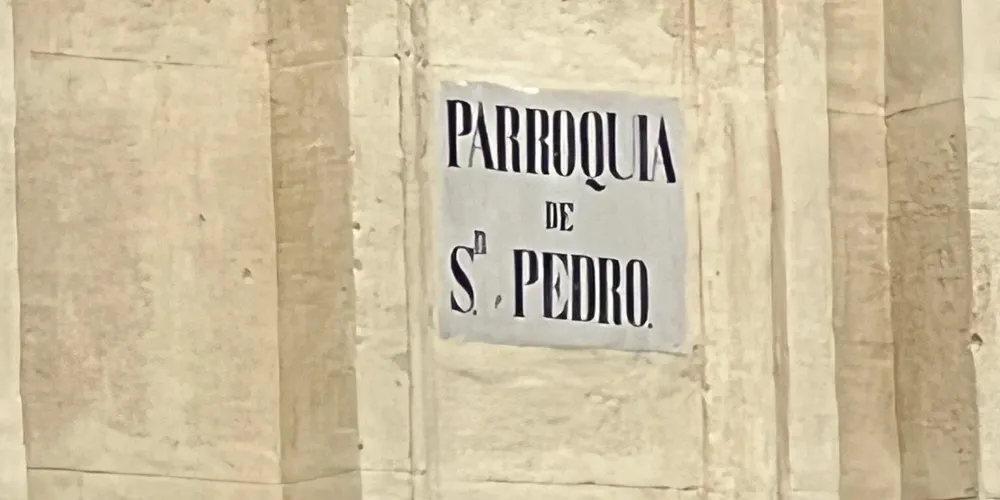 PARROQUIA
DE
Sⁿ. PEDRO.